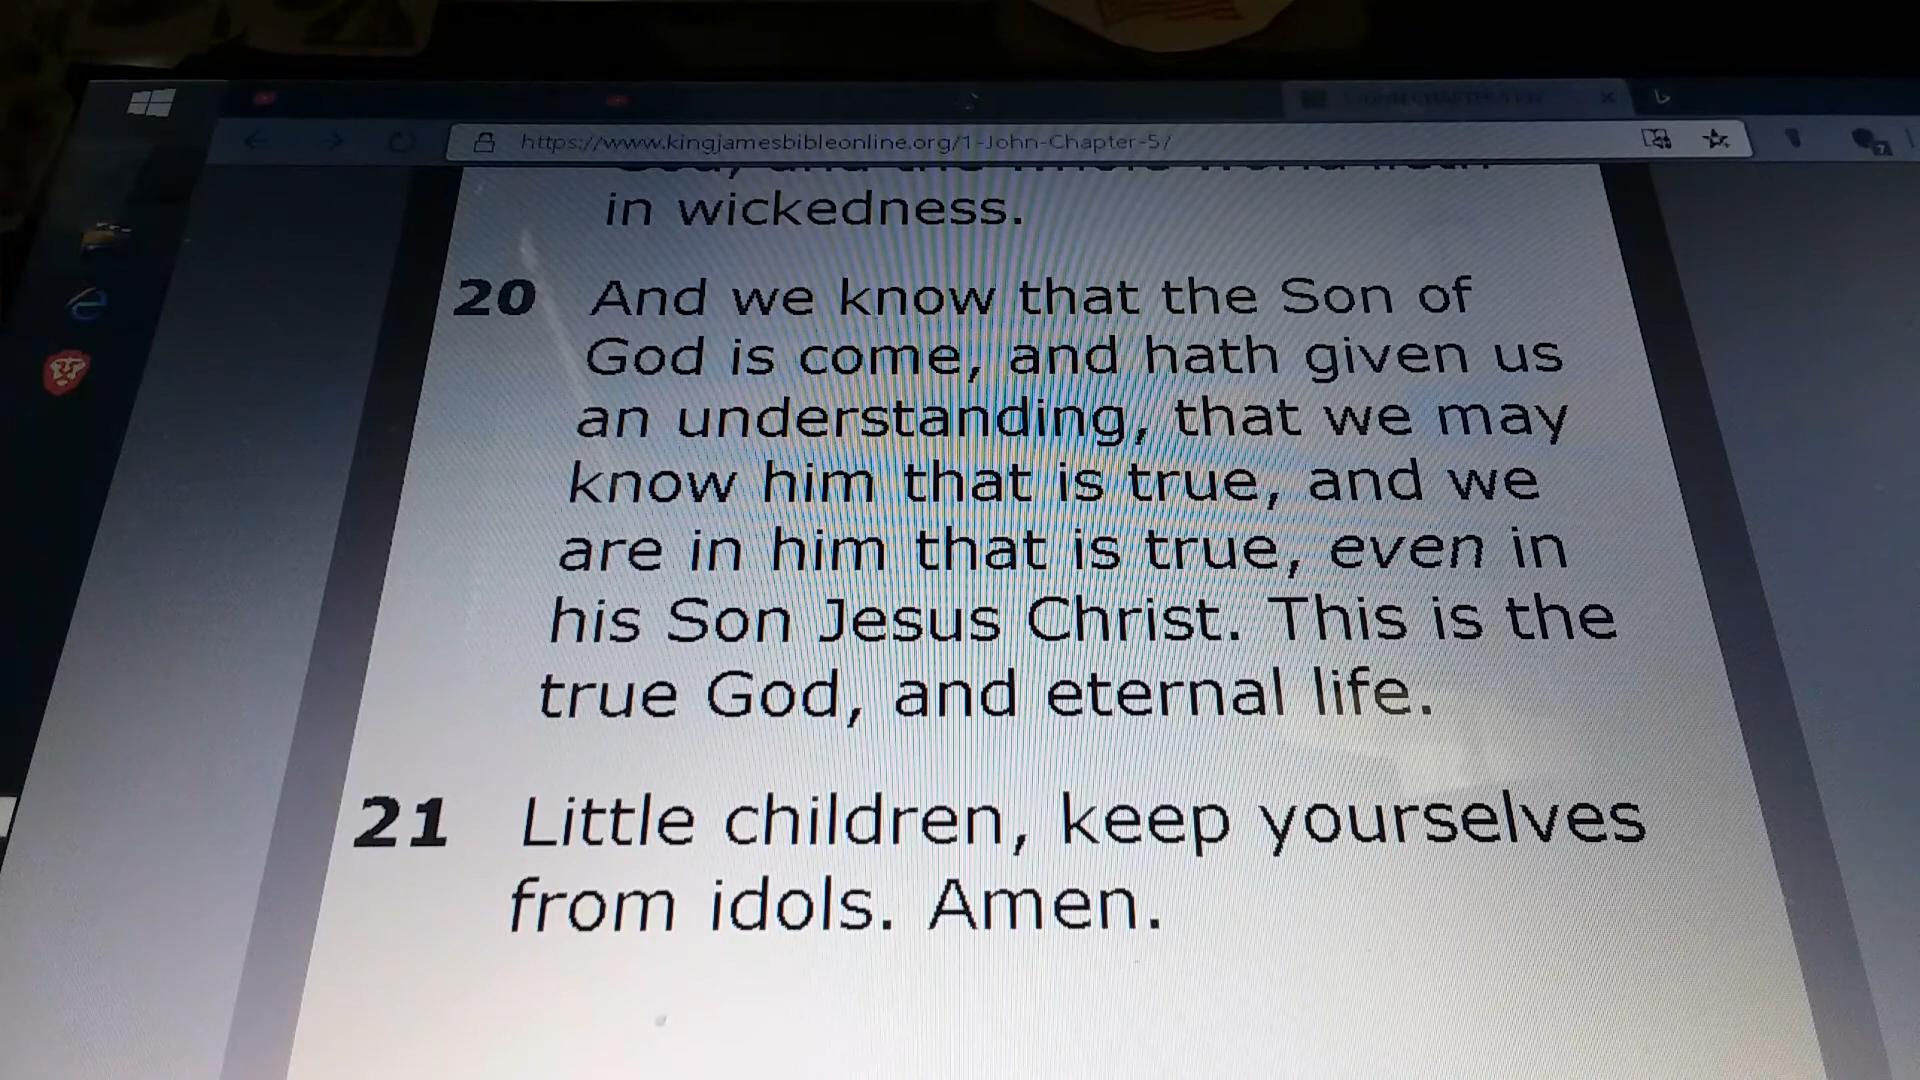 https://www.kingjamesbibleonline.org/1-John-Chapter-5/
in wickedness.
20 And we know that the Son of
God is come, and hath given us
an understanding, that we may
know him that is true, and we
are in him that is true, even in
his Son Jesus Christ. This is the
true God, and eternal life.
21 Little children, keep yourselves
from idols. Amen.